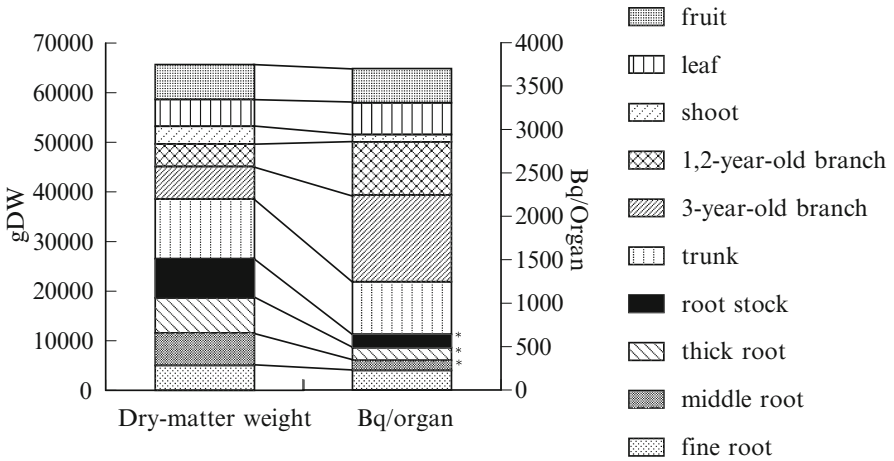 70000
60000
50000
40000
30000
20000
10000
0
gDW
4000
3500
3000
2500
2000
1500
1000
500
0
Bq/Organ
*
*
*
Dry-matter weight
Bq/organ
fruit
leaf
shoot
1,2-year-old branch
3-year-old branch
trunk
root stock
thick root
middle root
fine root